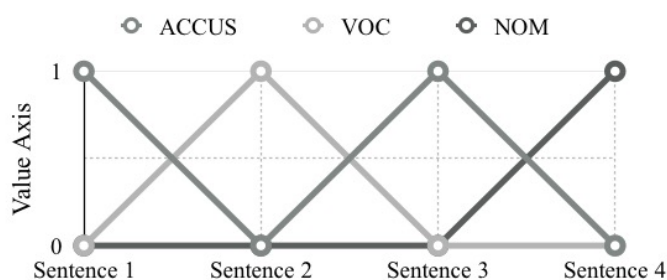 ACCUS VOC NOM
1
Value Axis
0
Sentence 1 Sentence 2 Sentence 3 Sentence 4